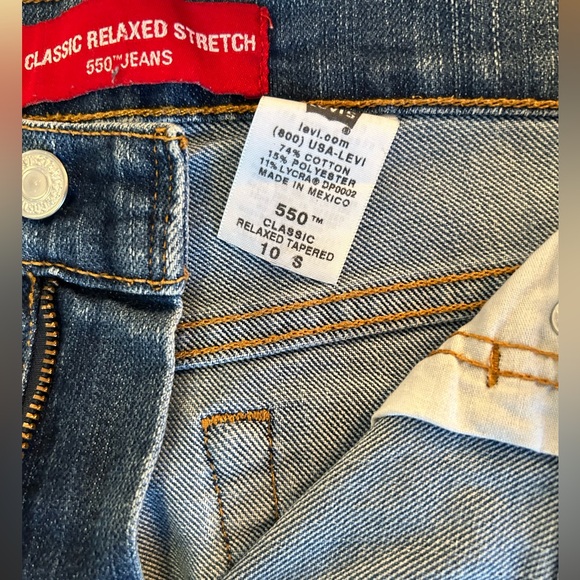 CLASSIC RELAXED STRETCH
550™ JEANS
levi.com
(800) USA-LEVI
74% COTTON
15% POLYESTER
11% LYCRA® DP0002
MADE IN MEXICO
550™
CLASSIC
RELAXED TAPERED
10 S